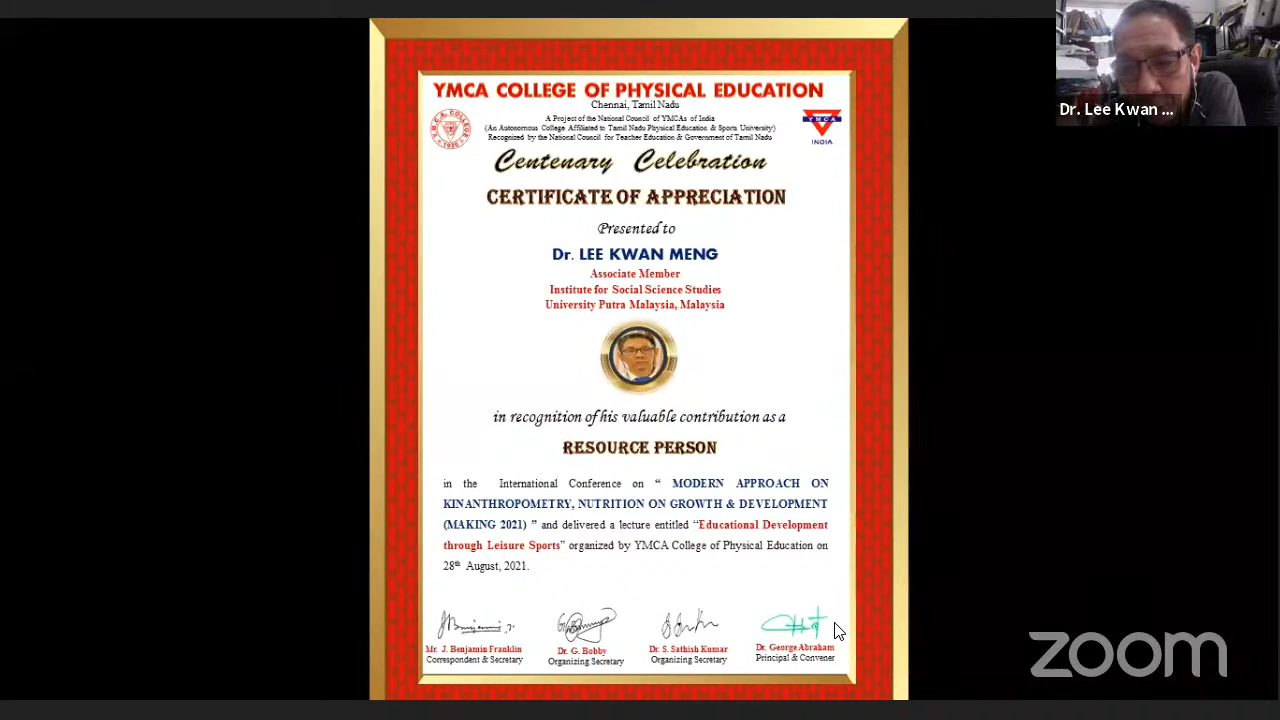 YMCA COLLEGE OF PHYSICAL EDUCATION
Chennai, Tamil Nadu
A Project of the National Council of YMCAs of India
(An Autonomous College Affiliated to Tamil Nadu Physical Education & Sports University)
Recognized by the National Council for Teacher Education & Government of Tamil Nadu
Y.M.C.A. COLLEGE
1920
YMCA
INDIA
Centenary Celebration
CERTIFICATE OF APPRECIATION
Presented to
Dr. LEE KWAN MENG
Associate Member
Institute for Social Science Studies
University Putra Malaysia, Malaysia
in recognition of his valuable contribution as a
RESOURCE PERSON
in the International Conference on “ MODERN APPROACH ON
KINANTHROPOMETRY, NUTRITION ON GROWTH & DEVELOPMENT
(MAKING 2021) ” and delivered a lecture entitled “Educational Development
through Leisure Sports” organized by YMCA College of Physical Education on
28th August, 2021.
Mr. J. Benjamin Franklin
Correspondent & Secretary
Dr. G. Bobby
Organizing Secretary
Dr. S. Sathish Kumar
Organizing Secretary
Dr. George Abraham
Principal & Convener
Dr. Lee Kwan ...
zoom